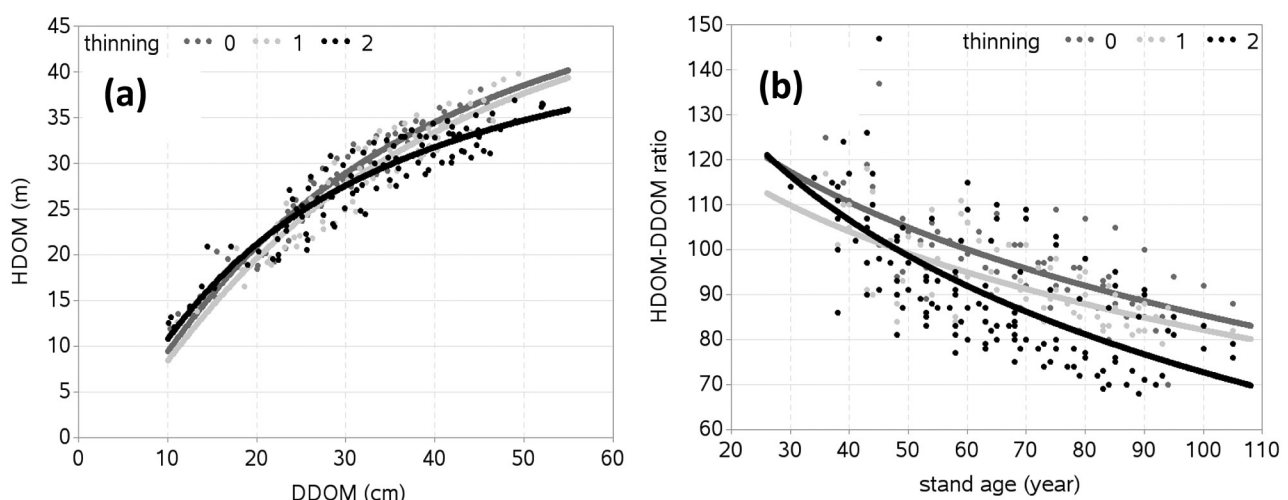 thinning 0 1 2
(a)
HDOM (m)
45
40
35
30
25
20
15
10
5
0
0 10 20 30 40 50 60
DDOM (cm)
thinning 0 1 2
(b)
HDOM-DDOM ratio
150
140
130
120
110
100
90
80
70
60
20 30 40 50 60 70 80 90 100 110
stand age (year)